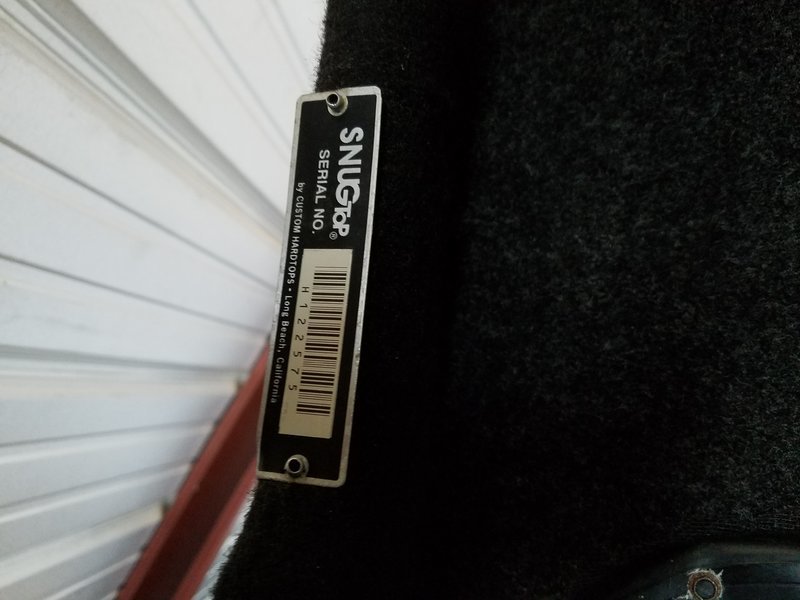 SNUGTOP®
SERIAL NO.
H122575
by CUSTOM HARDTOPS - Long Beach, California